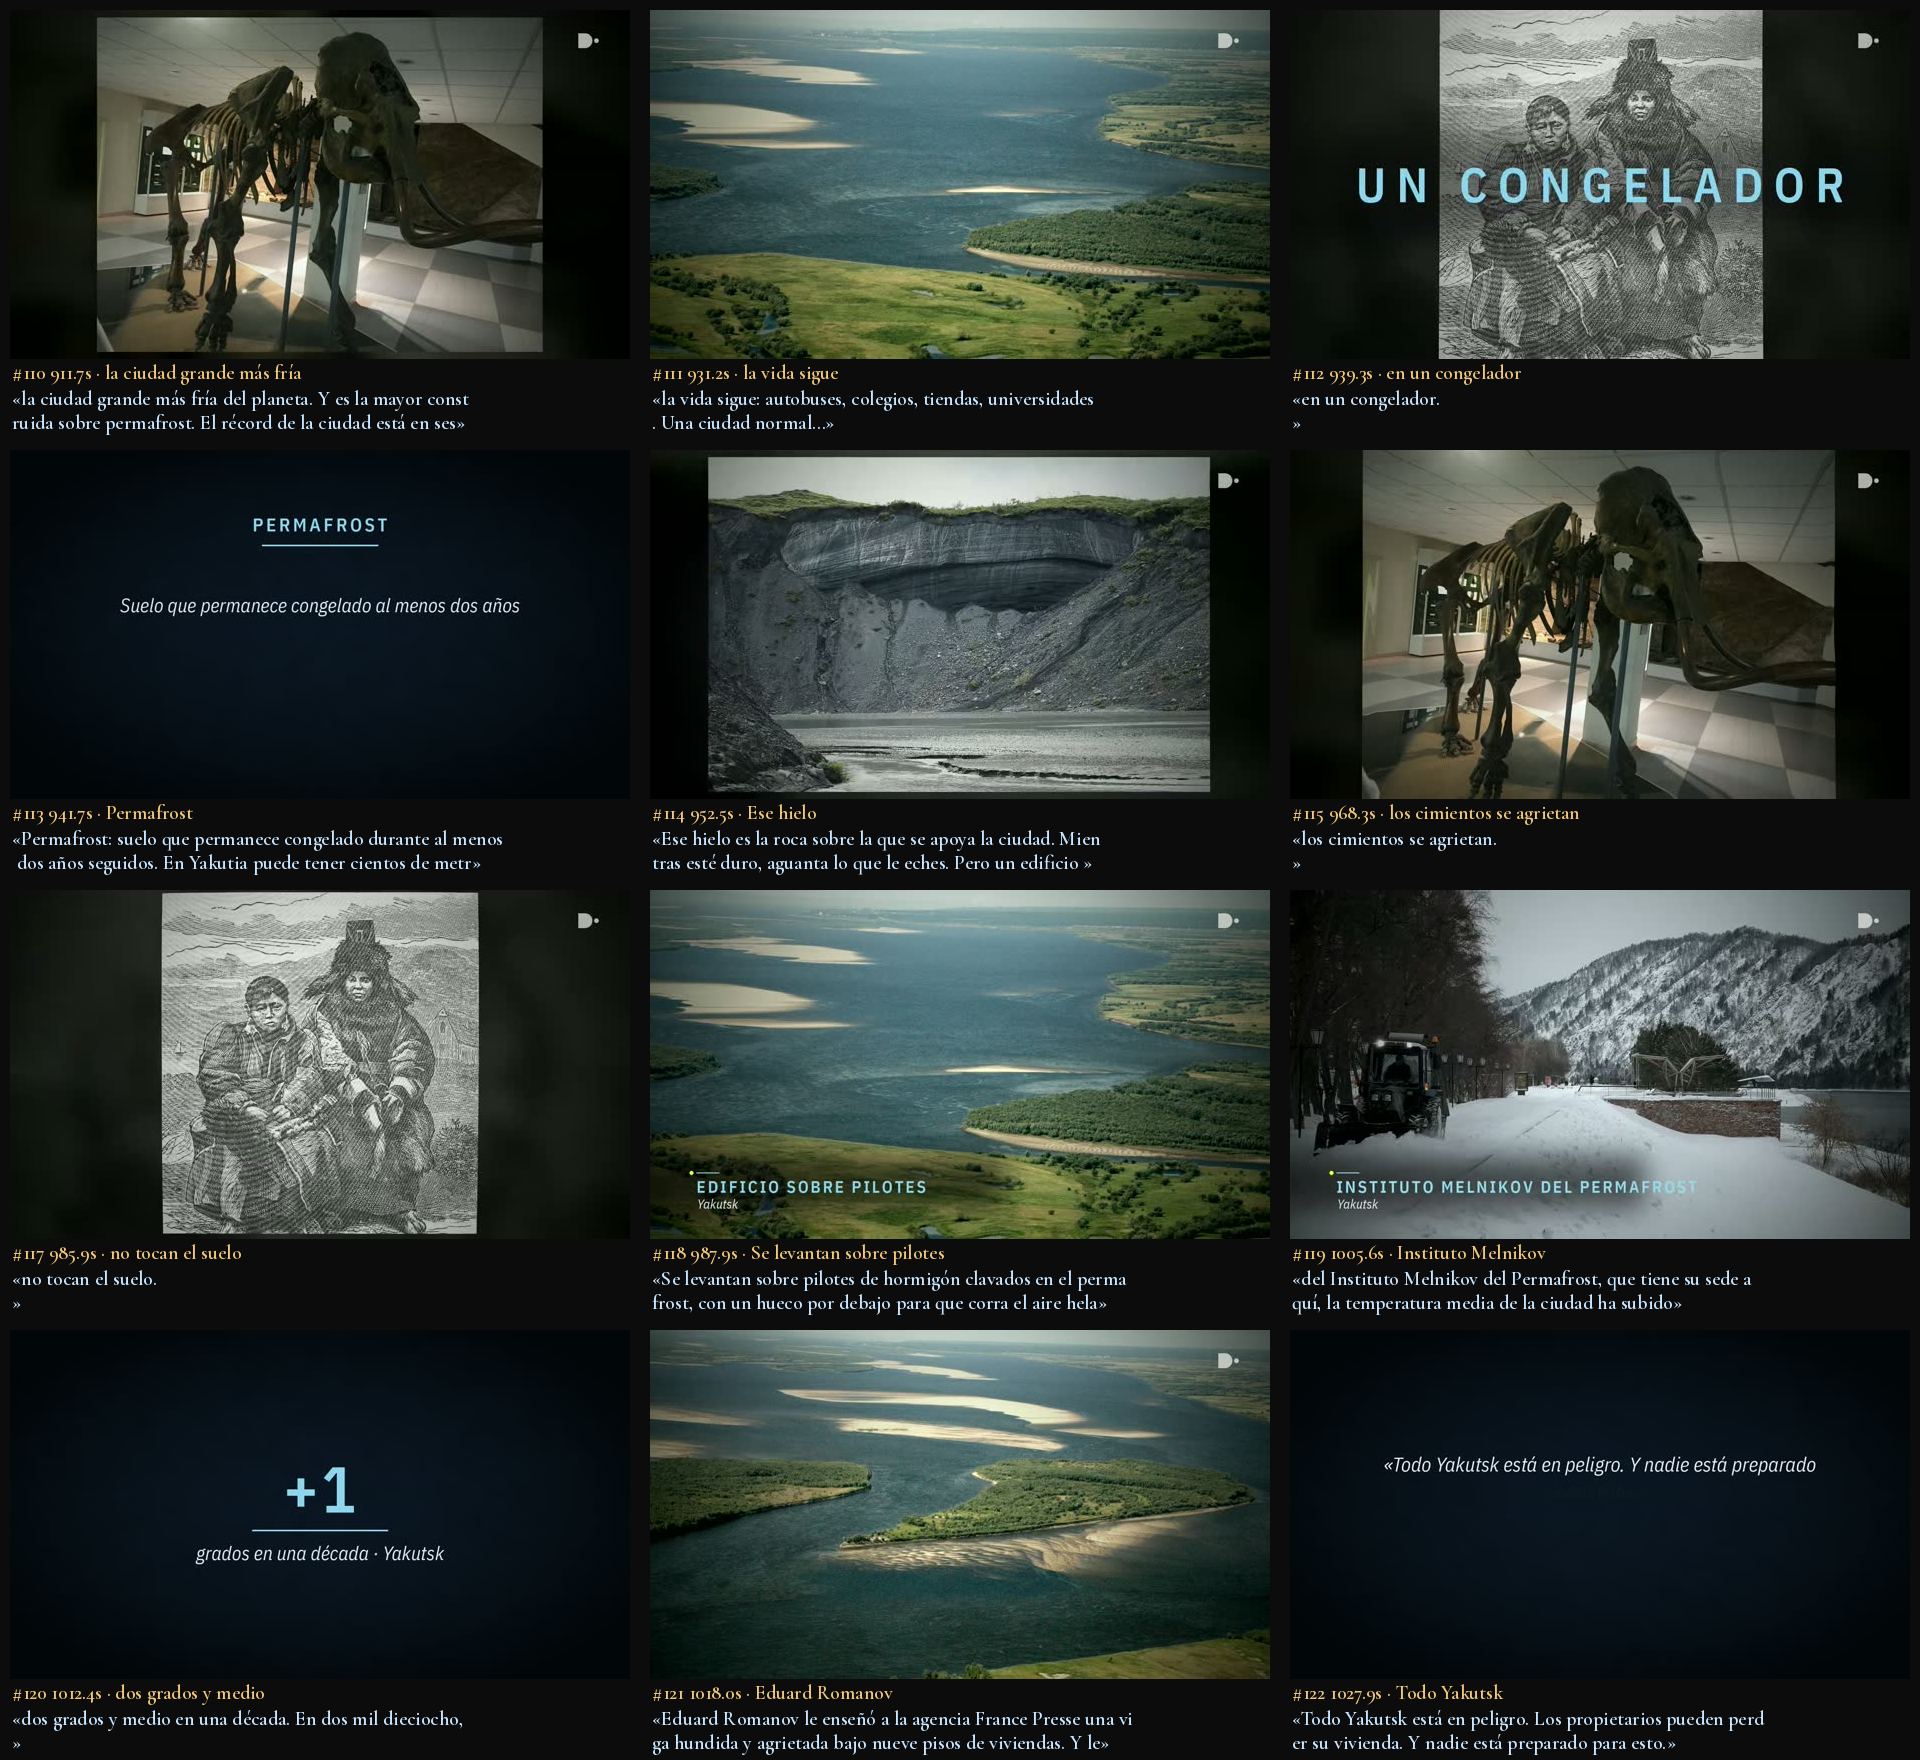 #110 911.7s · la ciudad grande más fría
«la ciudad grande más fría del planeta. Y es la mayor const
ruida sobre permafrost. El récord de la ciudad está en ses»
#111 931.2s · la vida sigue
«la vida sigue: autobuses, colegios, tiendas, universidades
. Una ciudad normal...»
UN CONGELADOR
#112 939.3s · en un congelador
«en un congelador.
»
PERMAFROST
Suelo que permanece congelado al menos dos años
#113 941.7s · Permafrost
«Permafrost: suelo que permanece congelado durante al menos
dos años seguidos. En Yakutia puede tener cientos de metr»
#114 952.5s · Ese hielo
«Ese hielo es la roca sobre la que se apoya la ciudad. Mien
tras esté duro, aguanta lo que le eches. Pero un edificio »
#115 968.3s · los cimientos se agrietan
«los cimientos se agrietan.
»
#117 985.9s · no tocan el suelo
«no tocan el suelo.
»
EDIFICIO SOBRE PILOTES
Yakutsk
#118 987.9s · Se levantan sobre pilotes
«Se levantan sobre pilotes de hormigón clavados en el perma
frost, con un hueco por debajo para que corra el aire hela»
INSTITUTO MELNIKOV DEL PERMAFROST
Yakutsk
#119 1005.6s · Instituto Melnikov
«del Instituto Melnikov del Permafrost, que tiene su sede a
quí, la temperatura media de la ciudad ha subido»
+1
grados en una década · Yakutsk
#120 1012.4s · dos grados y medio
«dos grados y medio en una década. En dos mil dieciocho,
»
#121 1018.0s · Eduard Romanov
«Eduard Romanov le enseñó a la agencia France Presse una vi
ga hundida y agrietada bajo nueve pisos de viviendas. Y le»
«Todo Yakutsk está en peligro. Y nadie está preparado
#122 1027.9s · Todo Yakutsk
«Todo Yakutsk está en peligro. Los propietarios pueden perd
er su vivienda. Y nadie está preparado para esto.»